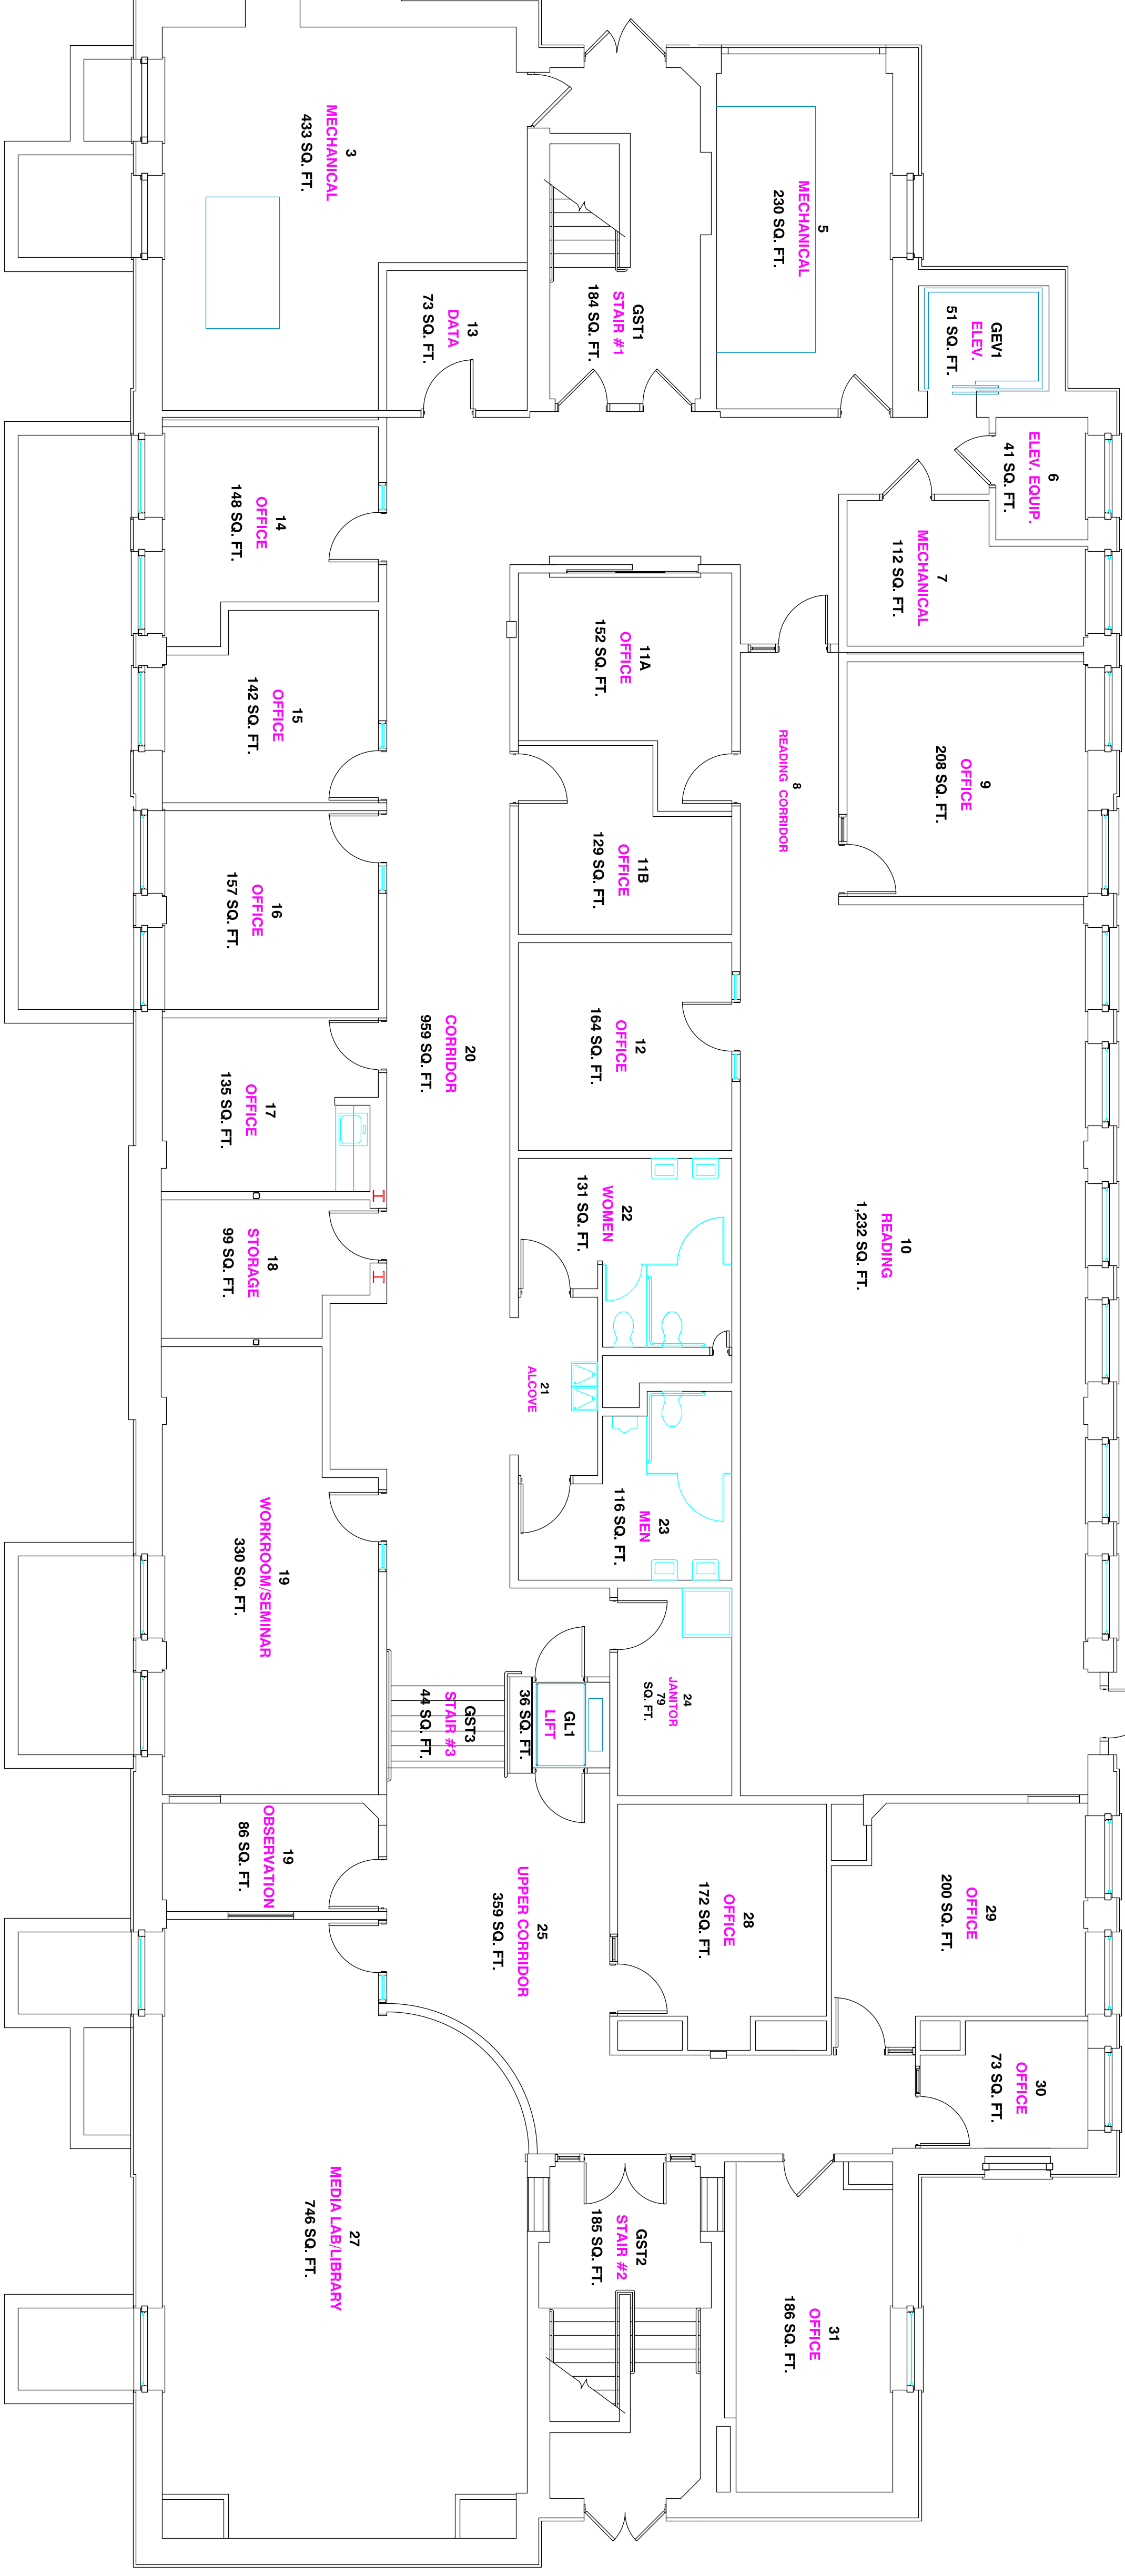 3
MECHANICAL
433 SQ. FT.
5
MECHANICAL
230 SQ. FT.
GEV1
ELEV.
51 SQ. FT.
GST1
STAIR #1
184 SQ. FT.
13
DATA
73 SQ. FT.
6
ELEV. EQUIP.
41 SQ. FT.
7
MECHANICAL
112 SQ. FT.
14
OFFICE
148 SQ. FT.
15
OFFICE
142 SQ. FT.
11A
OFFICE
152 SQ. FT.
8
READING CORRIDOR
9
OFFICE
208 SQ. FT.
11B
OFFICE
129 SQ. FT.
16
OFFICE
157 SQ. FT.
12
OFFICE
164 SQ. FT.
20
CORRIDOR
959 SQ. FT.
17
OFFICE
135 SQ. FT.
22
WOMEN
131 SQ. FT.
10
READING
1,232 SQ. FT.
18
STORAGE
99 SQ. FT.
21
ALCOVE
23
MEN
116 SQ. FT.
19
WORKROOM/SEMINAR
330 SQ. FT.
24
JANITOR
79
SQ. FT.
GL1
LIFT
36 SQ. FT.
GST3
STAIR #3
44 SQ. FT.
19
OBSERVATION
86 SQ. FT.
25
UPPER CORRIDOR
359 SQ. FT.
28
OFFICE
172 SQ. FT.
29
OFFICE
200 SQ. FT.
30
OFFICE
73 SQ. FT.
27
MEDIA LAB/LIBRARY
746 SQ. FT.
GST2
STAIR #2
185 SQ. FT.
31
OFFICE
186 SQ. FT.